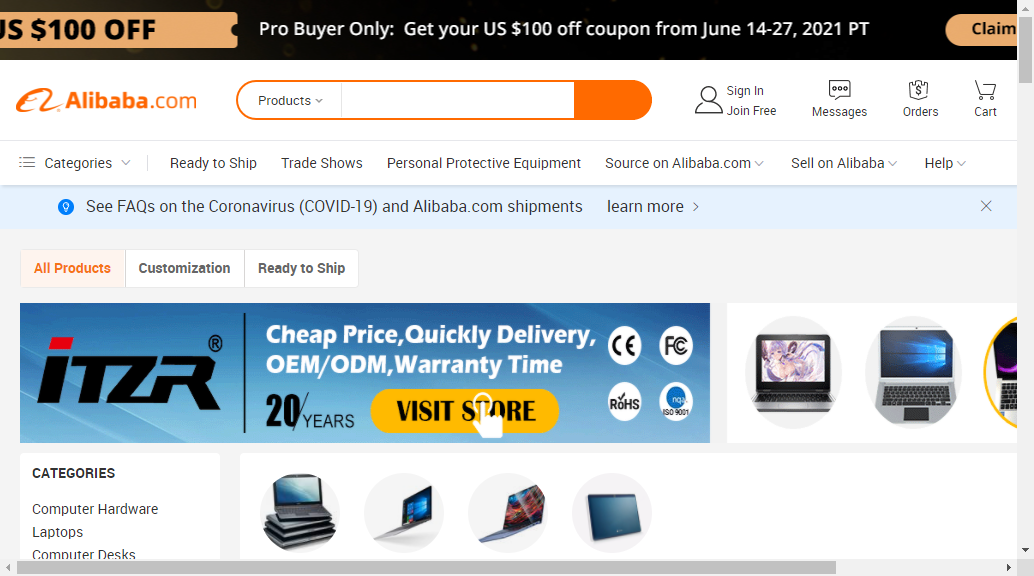 US $100 OFF
Pro Buyer Only: Get your US $100 off coupon from June 14-27, 2021 PT
Claim
Alibaba.com
Products
Sign In
Join Free
Messages
Orders
Cart
Categories
Ready to Ship
Trade Shows
Personal Protective Equipment
Source on Alibaba.com
Sell on Alibaba
Help
See FAQs on the Coronavirus (COVID-19) and Alibaba.com shipments
learn more
All Products
Customization
Ready to Ship
iTZR®
Cheap Price,Quickly Delivery,
OEM/ODM,Warranty Time
20/YEARS
VISIT STORE
CE
FC
RoHS
nqa.
ISO 9001
CATEGORIES
Computer Hardware
Laptops
Computer Desks